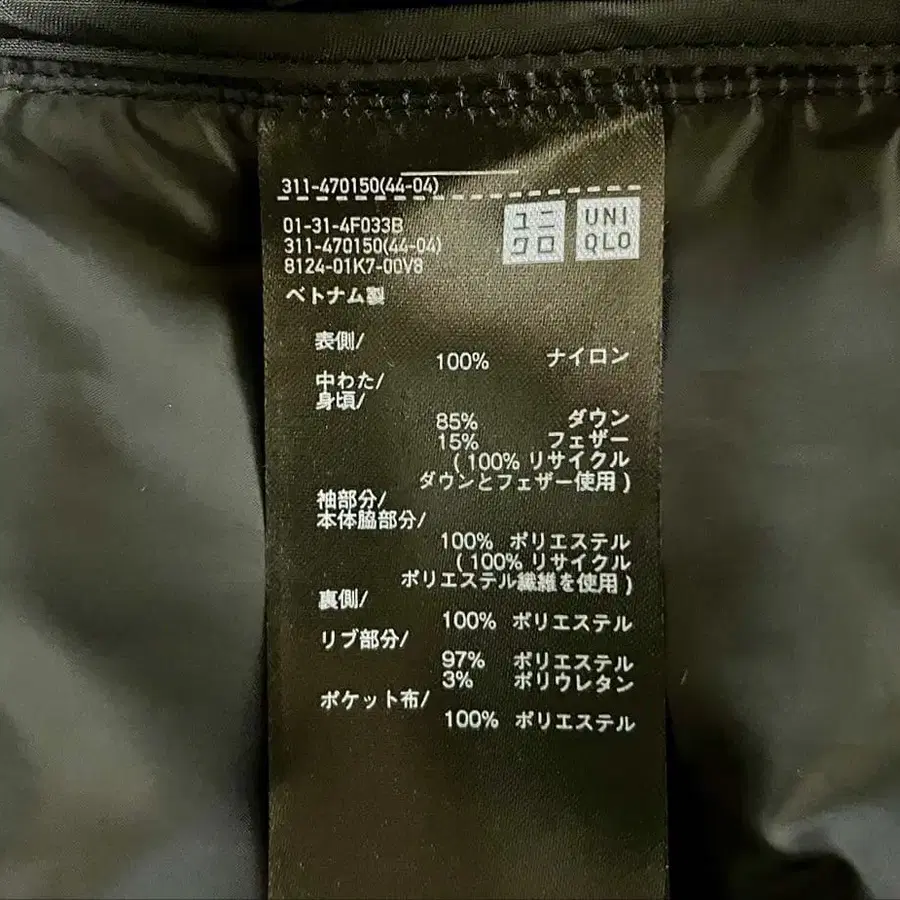 311-470150(44-04)
01-31-4F033B
311-470150(44-04)
8124-01K7-00V8
ユニ
クロ
UNI
QLO
ベトナム製
表側/
100% ナイロン
中わた/
身頃/
85% ダウン
15% フェザー
(100% リサイクル
ダウンとフェザー使用)
袖部分/
本体脇部分/
100% ポリエステル
(100% リサイクル
ポリエステル繊維を使用)
裏側/
100% ポリエステル
リブ部分/
97% ポリエステル
3% ポリウレタン
ポケット布/
100% ポリエステル